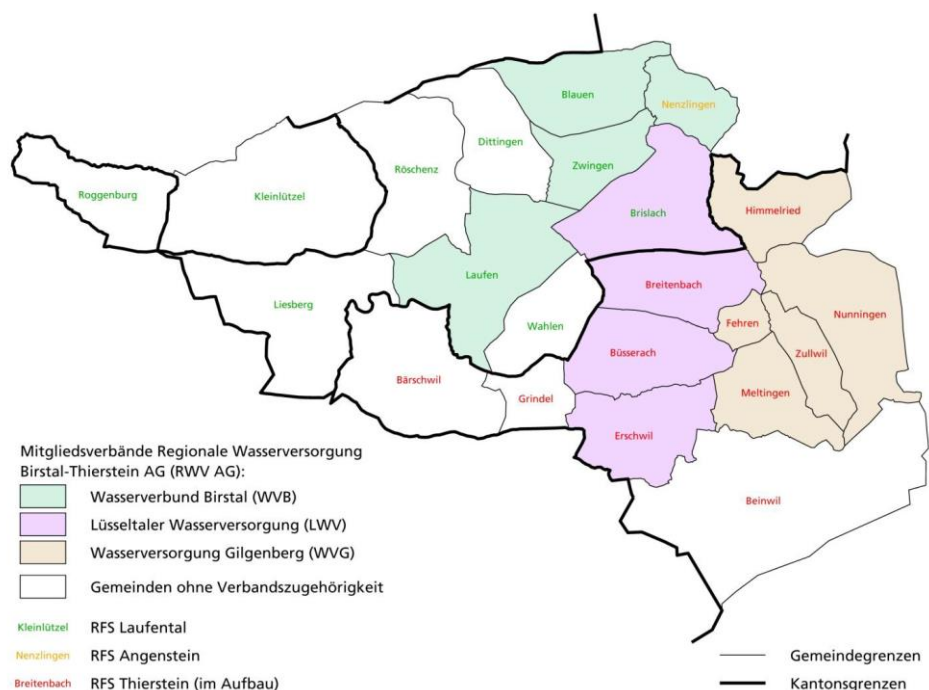 Blauen
Nenzlingen
Dittingen
Zwingen
Röschenz
Roggenburg
Kleinlützel
Brislach
Himmelried
Laufen
Breitenbach
Liesberg
Wahlen
Fehren
Nunningen
Büsserach
Zullwil
Bärschwil
Grindel
Meltingen
Erschwil
Beinwil
Mitgliedsverbände Regionale Wasserversorgung
Birstal-Thierstein AG (RWV AG):
Wasserverbund Birstal (WVB)
Lüsseltaler Wasserversorgung (LWV)
Wasserversorgung Gilgenberg (WVG)
Gemeinden ohne Verbandszugehörigkeit
Kleinlützel RFS Laufental
Nenzlingen RFS Angenstein
Breitenbach RFS Thierstein (im Aufbau)
Gemeindegrenzen
Kantonsgrenzen